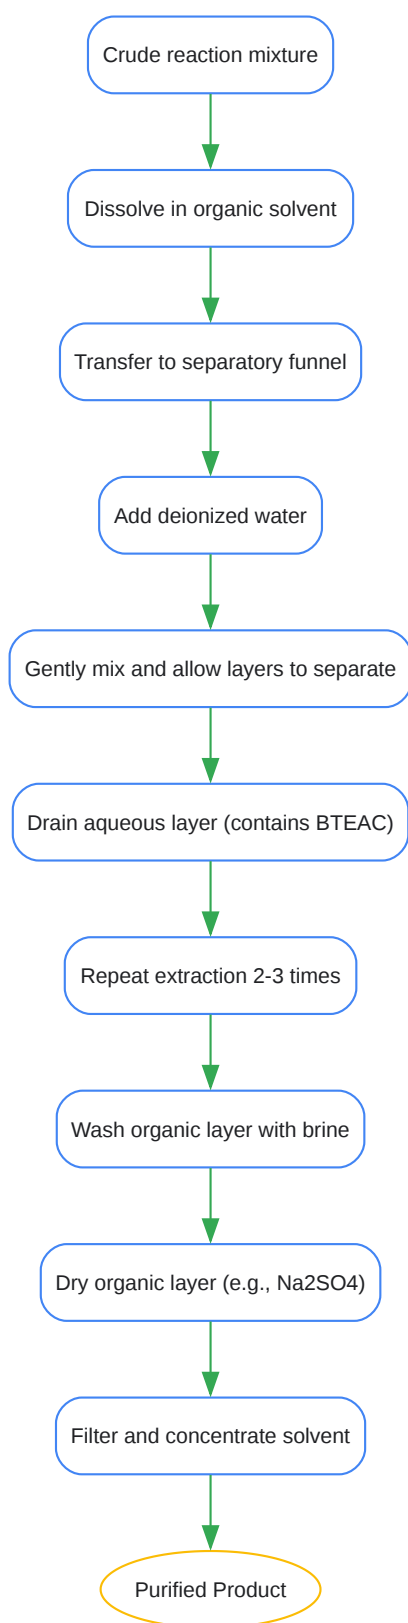 Crude reaction mixture
Dissolve in organic solvent
Transfer to separatory funnel
Add deionized water
Gently mix and allow layers to separate
Drain aqueous layer (contains BTEAC)
Repeat extraction 2-3 times
Wash organic layer with brine
Dry organic layer (e.g., Na2SO4)
Filter and concentrate solvent
Purified Product